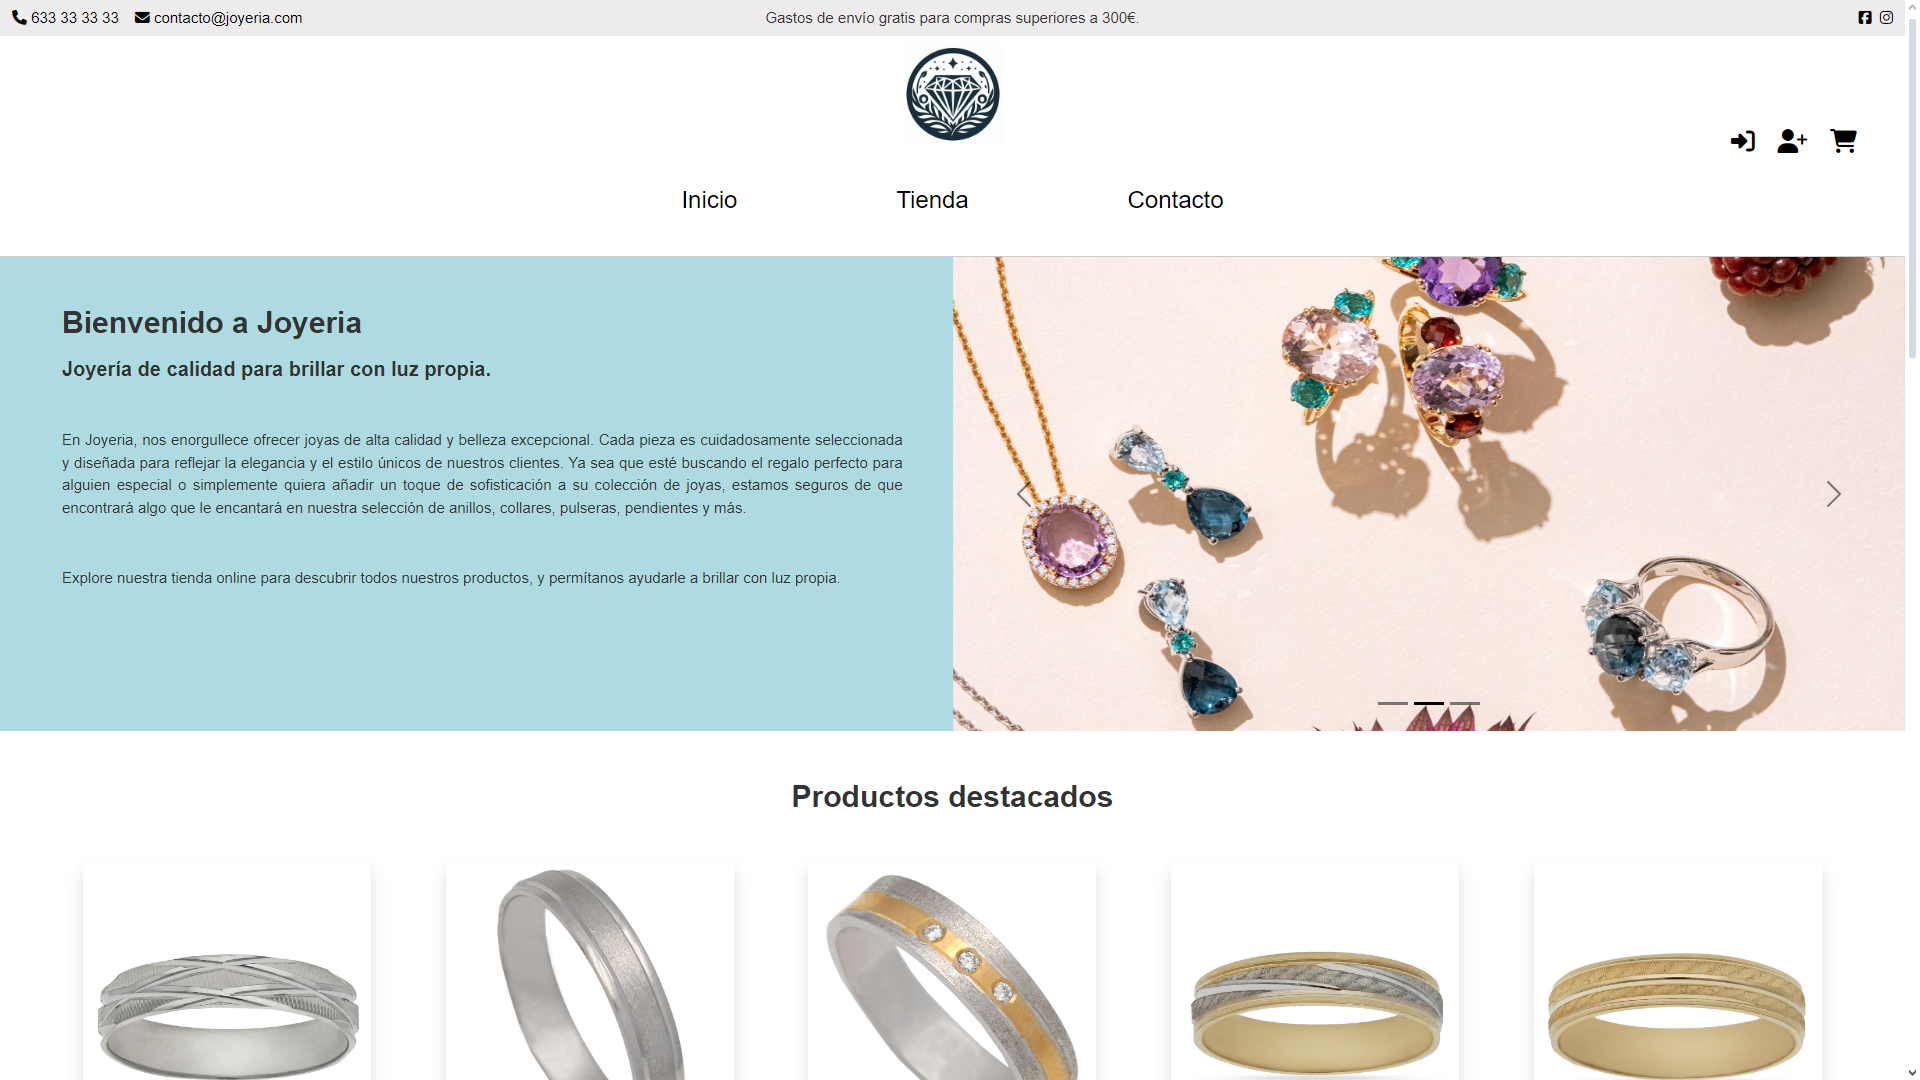 633 33 33 33 contacto@joyeria.com Gastos de envío gratis para compras superiores a 300€.
Inicio Tienda Contacto
Bienvenido a Joyeria
Joyería de calidad para brillar con luz propia.
En Joyeria, nos enorgullece ofrecer joyas de alta calidad y belleza excepcional. Cada pieza es cuidadosamente seleccionada
y diseñada para reflejar la elegancia y el estilo únicos de nuestros clientes. Ya sea que esté buscando el regalo perfecto para
alguien especial o simplemente quiera añadir un toque de sofisticación a su colección de joyas, estamos seguros de que
encontrará algo que le encantará en nuestra selección de anillos, collares, pulseras, pendientes y más.
Explore nuestra tienda online para descubrir todos nuestros productos, y permítanos ayudarle a brillar con luz propia.
Productos destacados